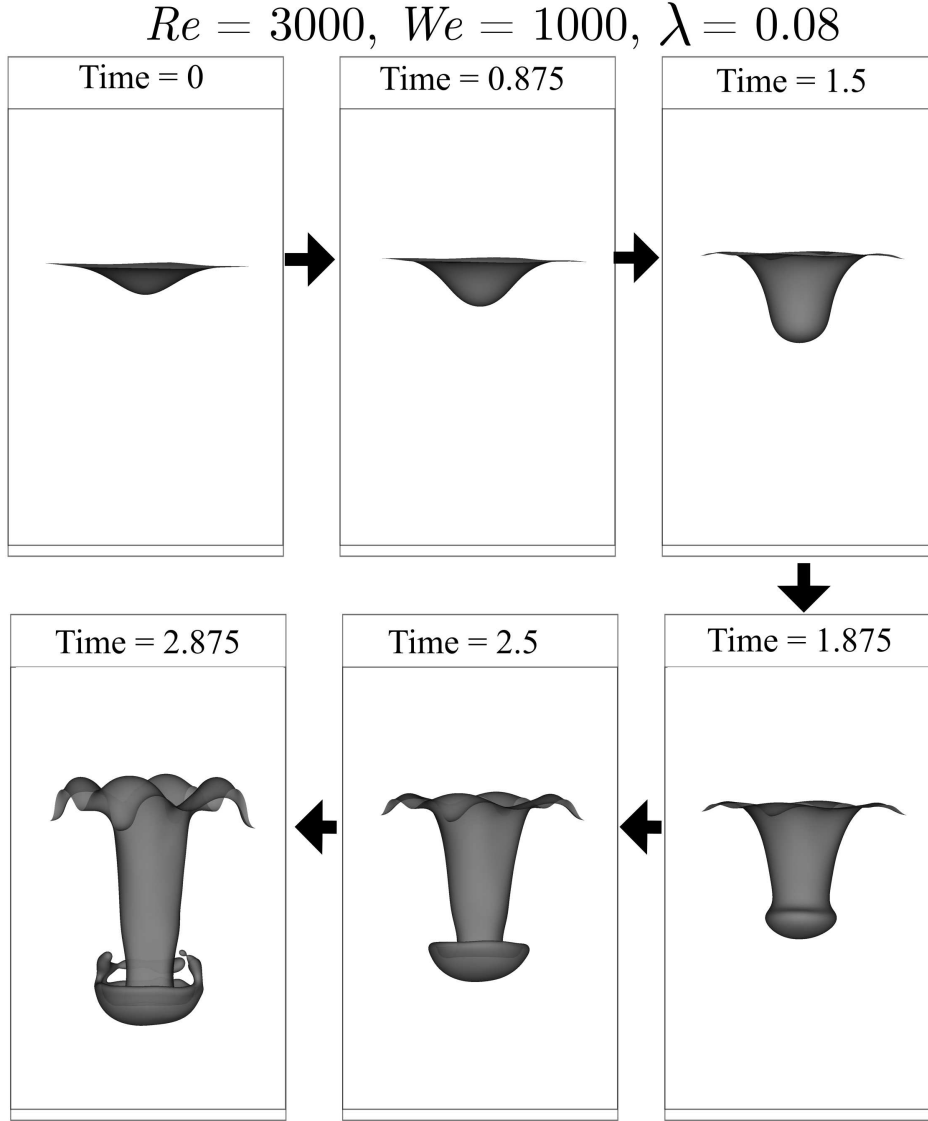 Re = 3000, We = 1000, λ = 0.08
Time = 0
Time = 0.875
Time = 1.5
Time = 2.875
Time = 2.5
Time = 1.875